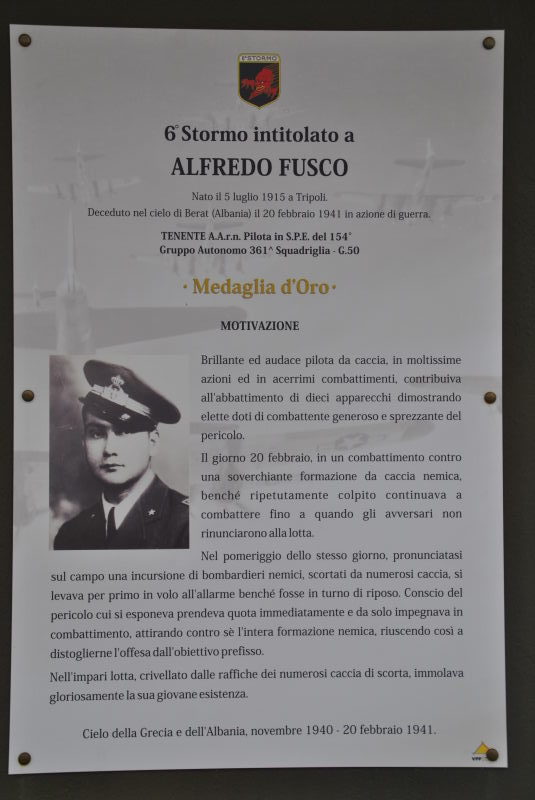 6°STORMO
6° Stormo intitolato a
ALFREDO FUSCO
Nato il 5 luglio 1915 a Tripoli.
Deceduto nel cielo di Berat (Albania) il 20 febbraio 1941 in azione di guerra.
TENENTE A.A.r.n. Pilota in S.P.E. del 154°
Gruppo Autonomo 361^ Squadriglia - G.50
· Medaglia d'Oro ·
MOTIVAZIONE
Brillante ed audace pilota da caccia, in moltissime
azioni ed in acerrimi combattimenti, contribuiva
all'abbattimento di dieci apparecchi dimostrando
elette doti di combattente generoso e sprezzante del
pericolo.
Il giorno 20 febbraio, in un combattimento contro
una soverchiante formazione da caccia nemica,
benché ripetutamente colpito continuava a
combattere fino a quando gli avversari non
rinunciarono alla lotta.
Nel pomeriggio dello stesso giorno, pronunciatasi
sul campo una incursione di bombardieri nemici, scortati da numerosi caccia, si
levava per primo in volo all'allarme benché fosse in turno di riposo. Conscio del
pericolo cui si esponeva prendeva quota immediatamente e da solo impegnava in
combattimento, attirando contro sè l'intera formazione nemica, riuscendo così a
distoglierne l'offesa dall'obiettivo prefisso.
Nell'impari lotta, crivellato dalle raffiche dei numerosi caccia di scorta, immolava
gloriosamente la sua giovane esistenza.
Cielo della Grecia e dell'Albania, novembre 1940 - 20 febbraio 1941.